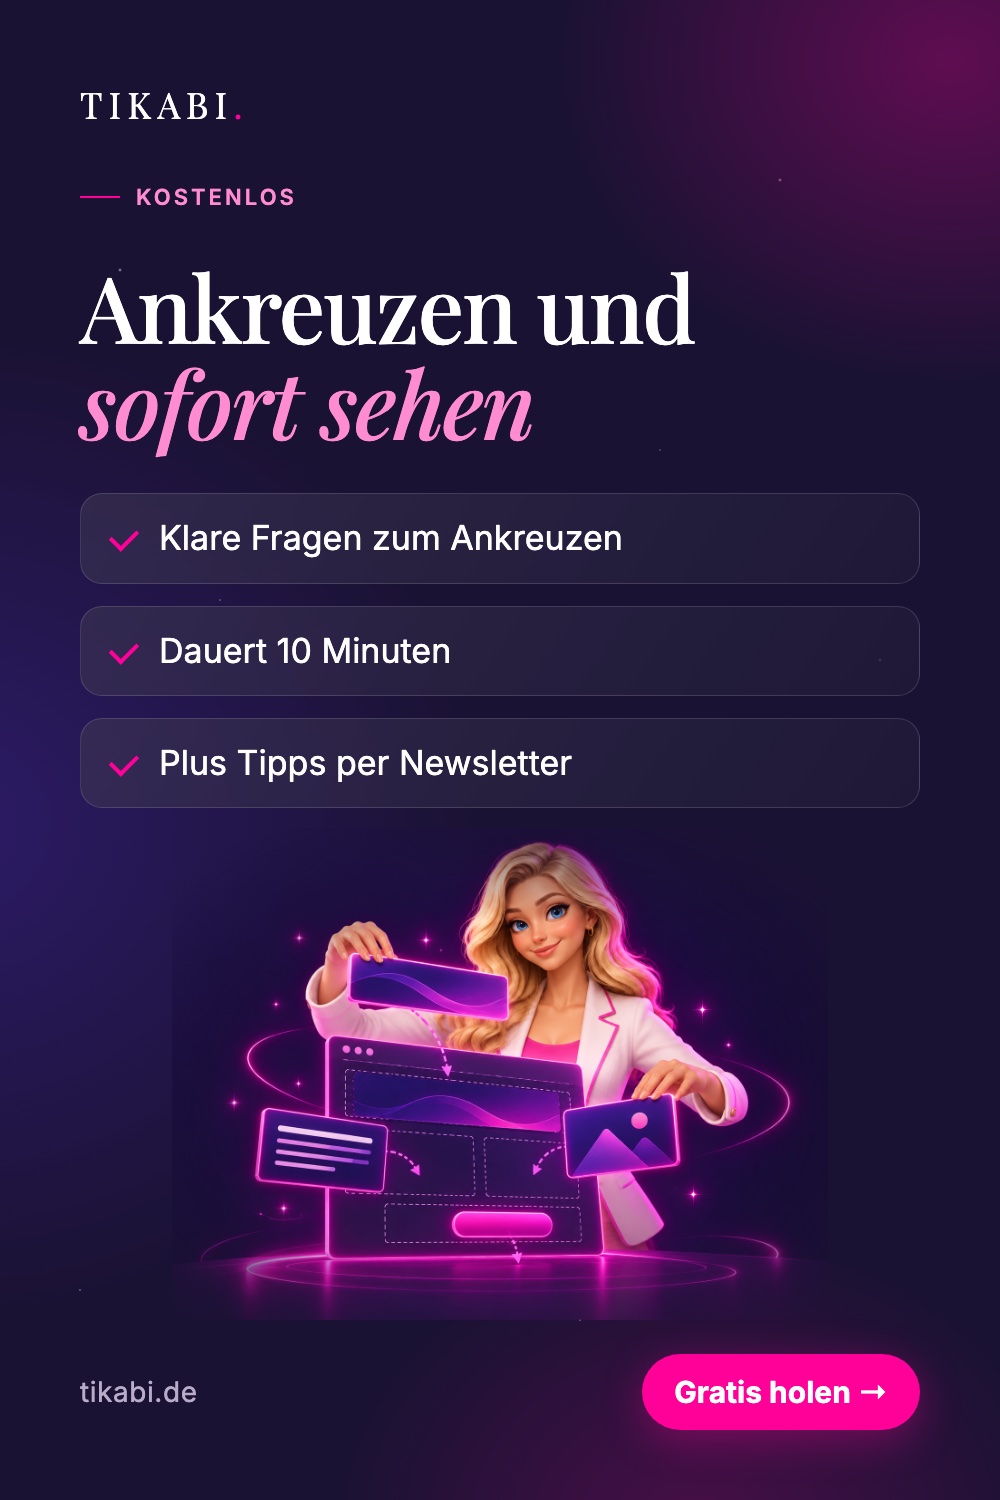 TIKABI.
KOSTENLOS
Ankreuzen und
sofort sehen
Klare Fragen zum Ankreuzen
Dauert 10 Minuten
Plus Tipps per Newsletter
tikabi.de
Gratis holen →